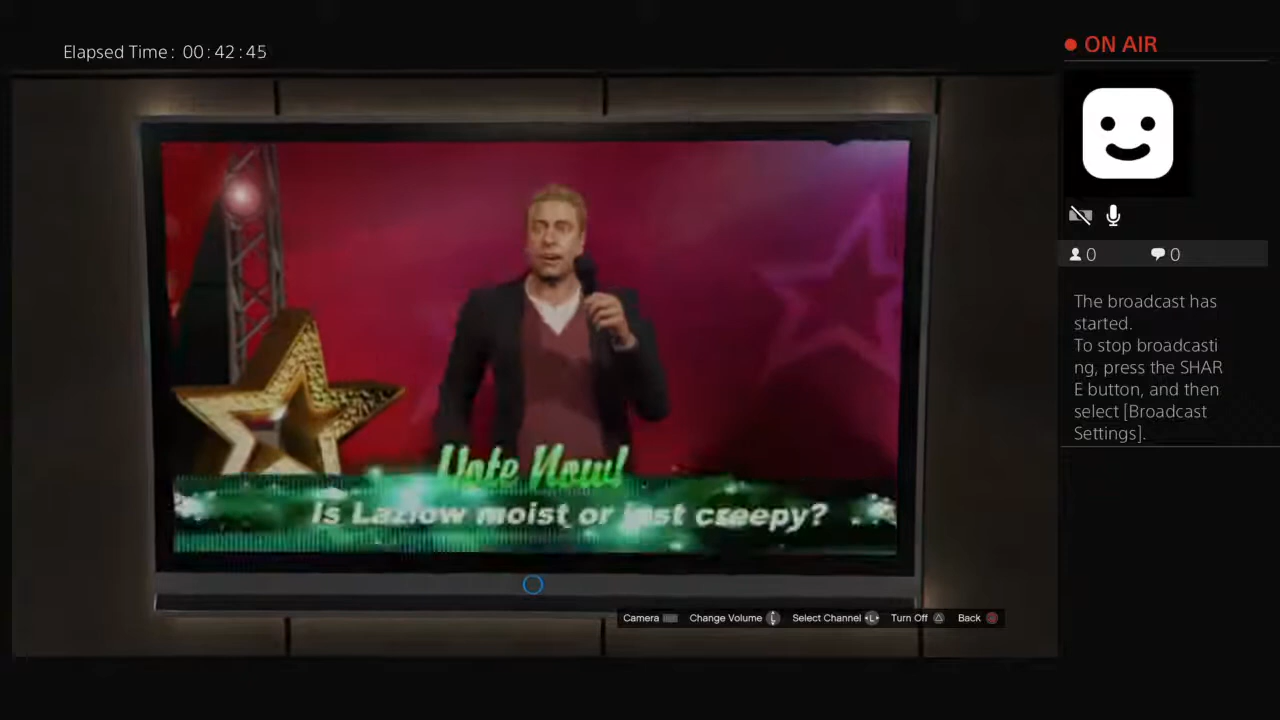 Elapsed Time: 00:42:45
ON AIR
0 0
The broadcast has
started.
To stop broadcasti
ng, press the SHAR
E button, and then
select [Broadcast
Settings].
Vote Now!
Is Lazlow moist or just creepy?
Camera Change Volume L Select Channel L Turn Off Back